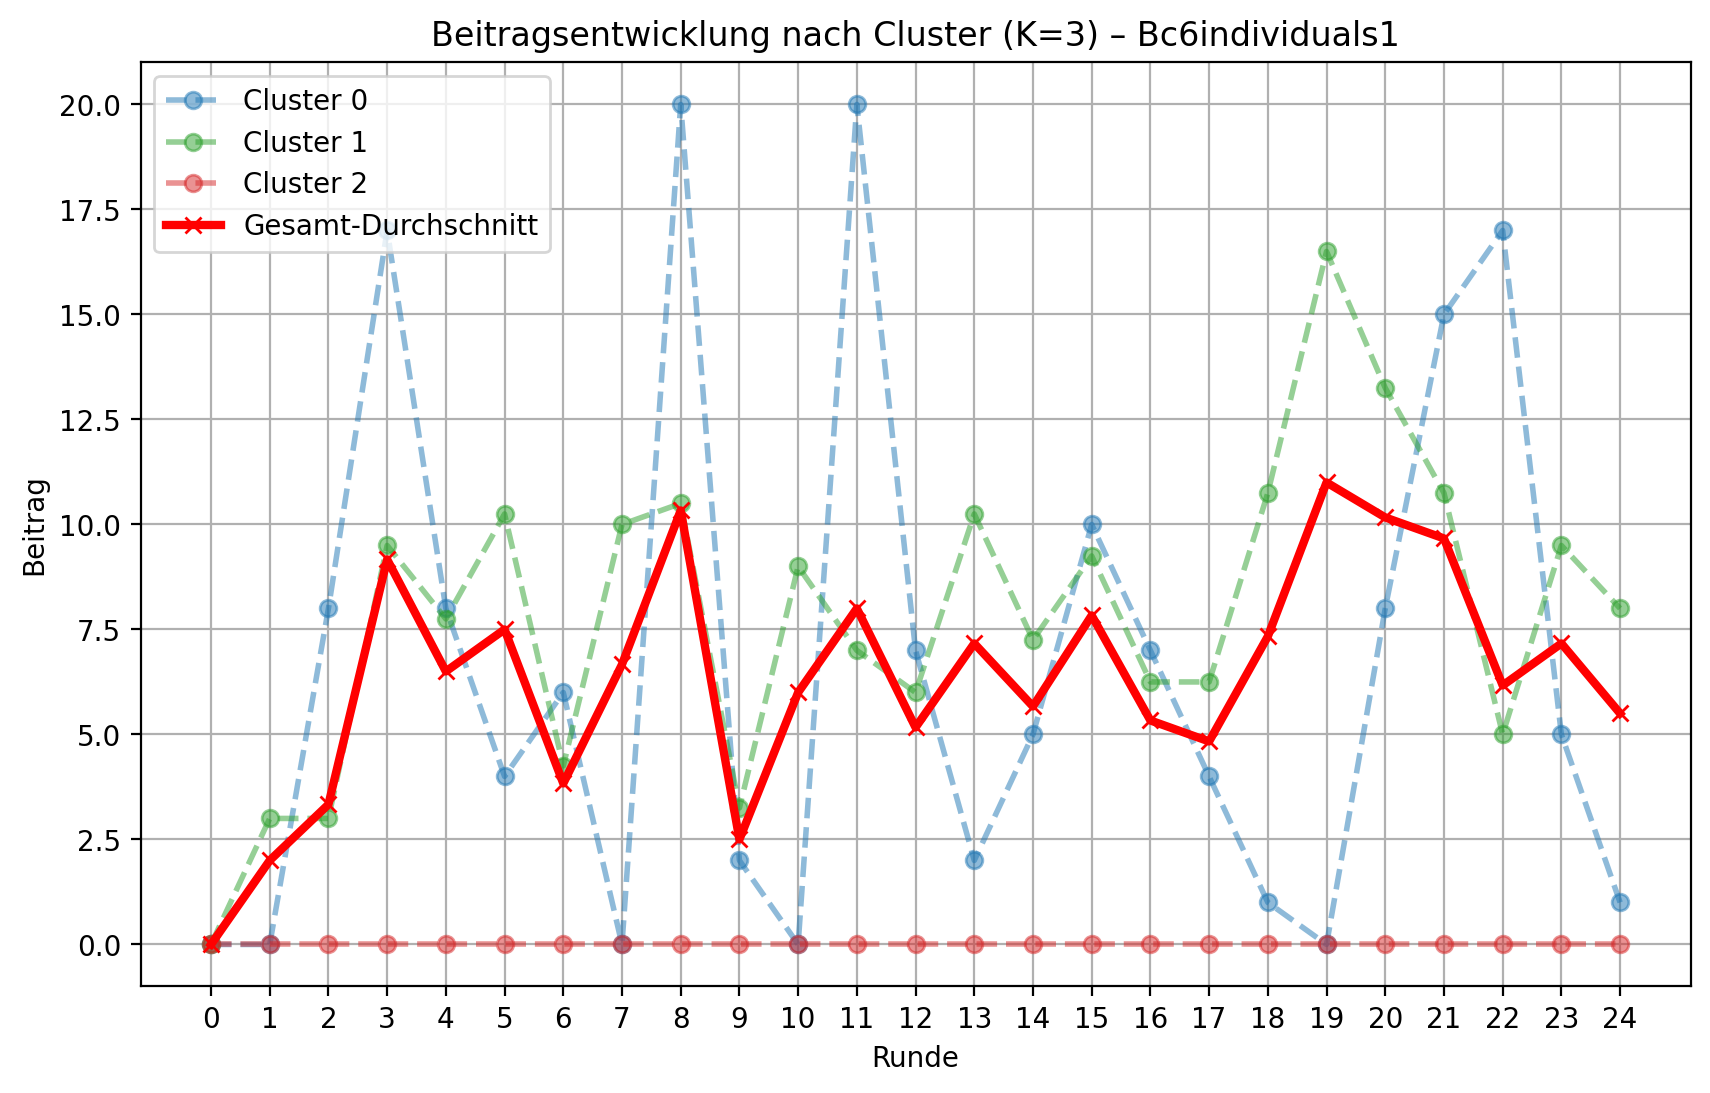 Beitragsentwicklung nach Cluster (K=3) – Bc6individuals1
Cluster 0
Cluster 1
Cluster 2
Gesamt-Durchschnitt
20.0
17.5
15.0
12.5
10.0
7.5
5.0
2.5
0.0
Beitrag
0 1 2 3 4 5 6 7 8 9 10 11 12 13 14 15 16 17 18 19 20 21 22 23 24
Runde